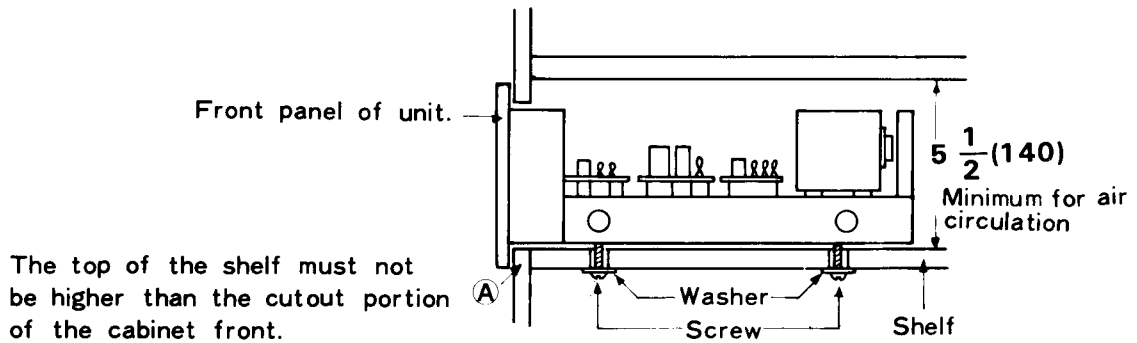 Front panel of unit.
5 1/2 (140)
Minimum for air
circulation
The top of the shelf must not
be higher than the cutout portion
of the cabinet front.
A
Washer
Screw
Shelf